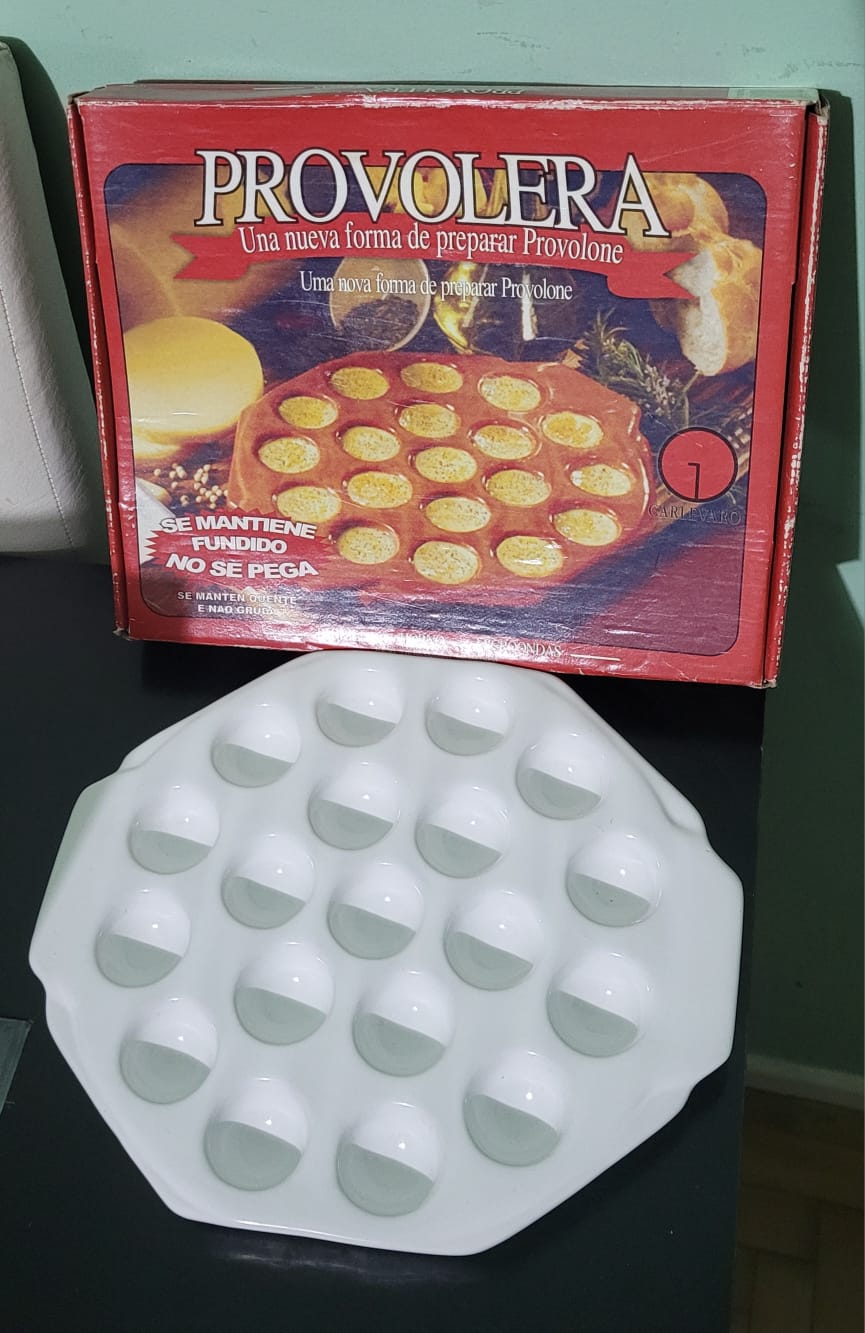 PROVOLERA
Una nueva forma de preparar Provolone
Uma nova forma de preparar Provolone
1
CARLEVARO
SE MANTIENE
FUNDIDO
NO SE PEGA
SE MANTEN QUENTE
E NAO GRUDA